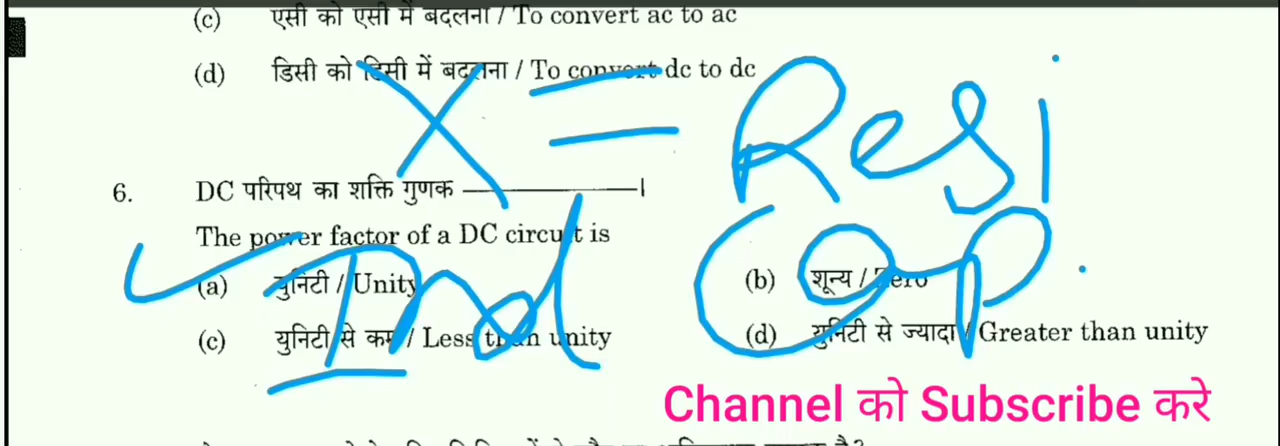 (c) एसी को एसी में बदलना / To convert ac to ac
(d) डिसी को डिसी में बदलना / To convert dc to dc
X = Resi.
6. DC परिपथ का शक्ति गुणक ————————।
The power factor of a DC circuit is
Ind Cap.
(a) युनिटी / Unity (b) शून्य / Zero
(c) युनिटी से कम / Less than unity (d) युनिटी से ज्यादा / Greater than unity
Channel को Subscribe करे